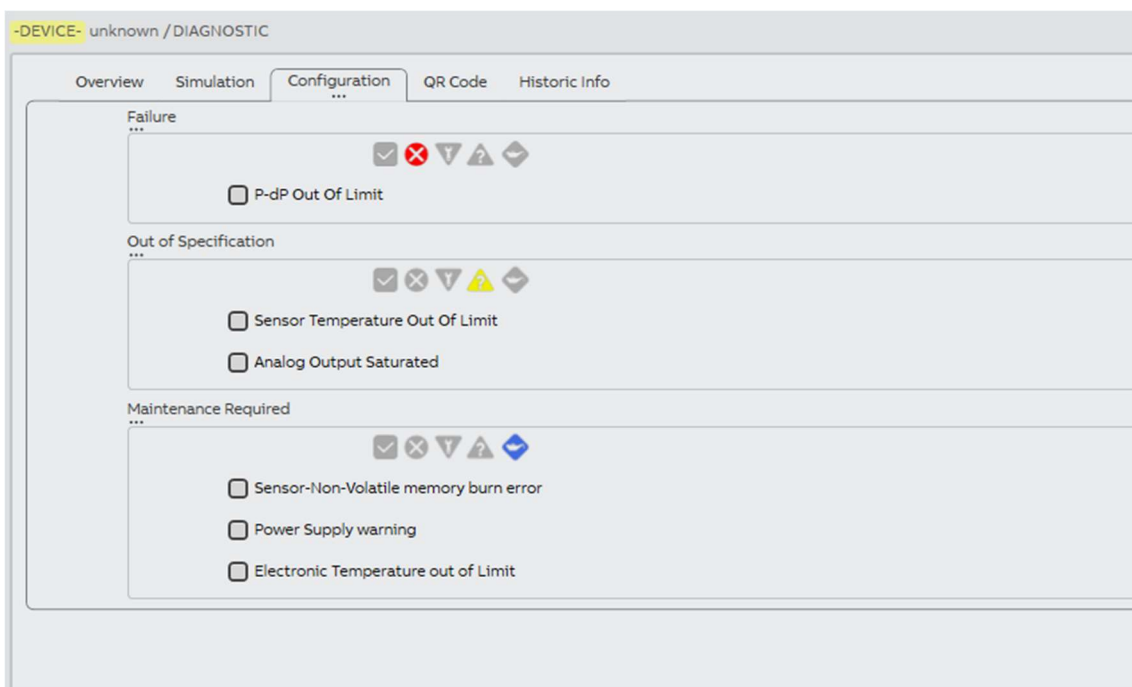 -DEVICE- unknown / DIAGNOSTIC
Overview Simulation Configuration QR Code Historic Info
Failure
P-dP Out Of Limit
Out of Specification
Sensor Temperature Out Of Limit
Analog Output Saturated
Maintenance Required
Sensor-Non-Volatile memory burn error
Power Supply warning
Electronic Temperature out of Limit